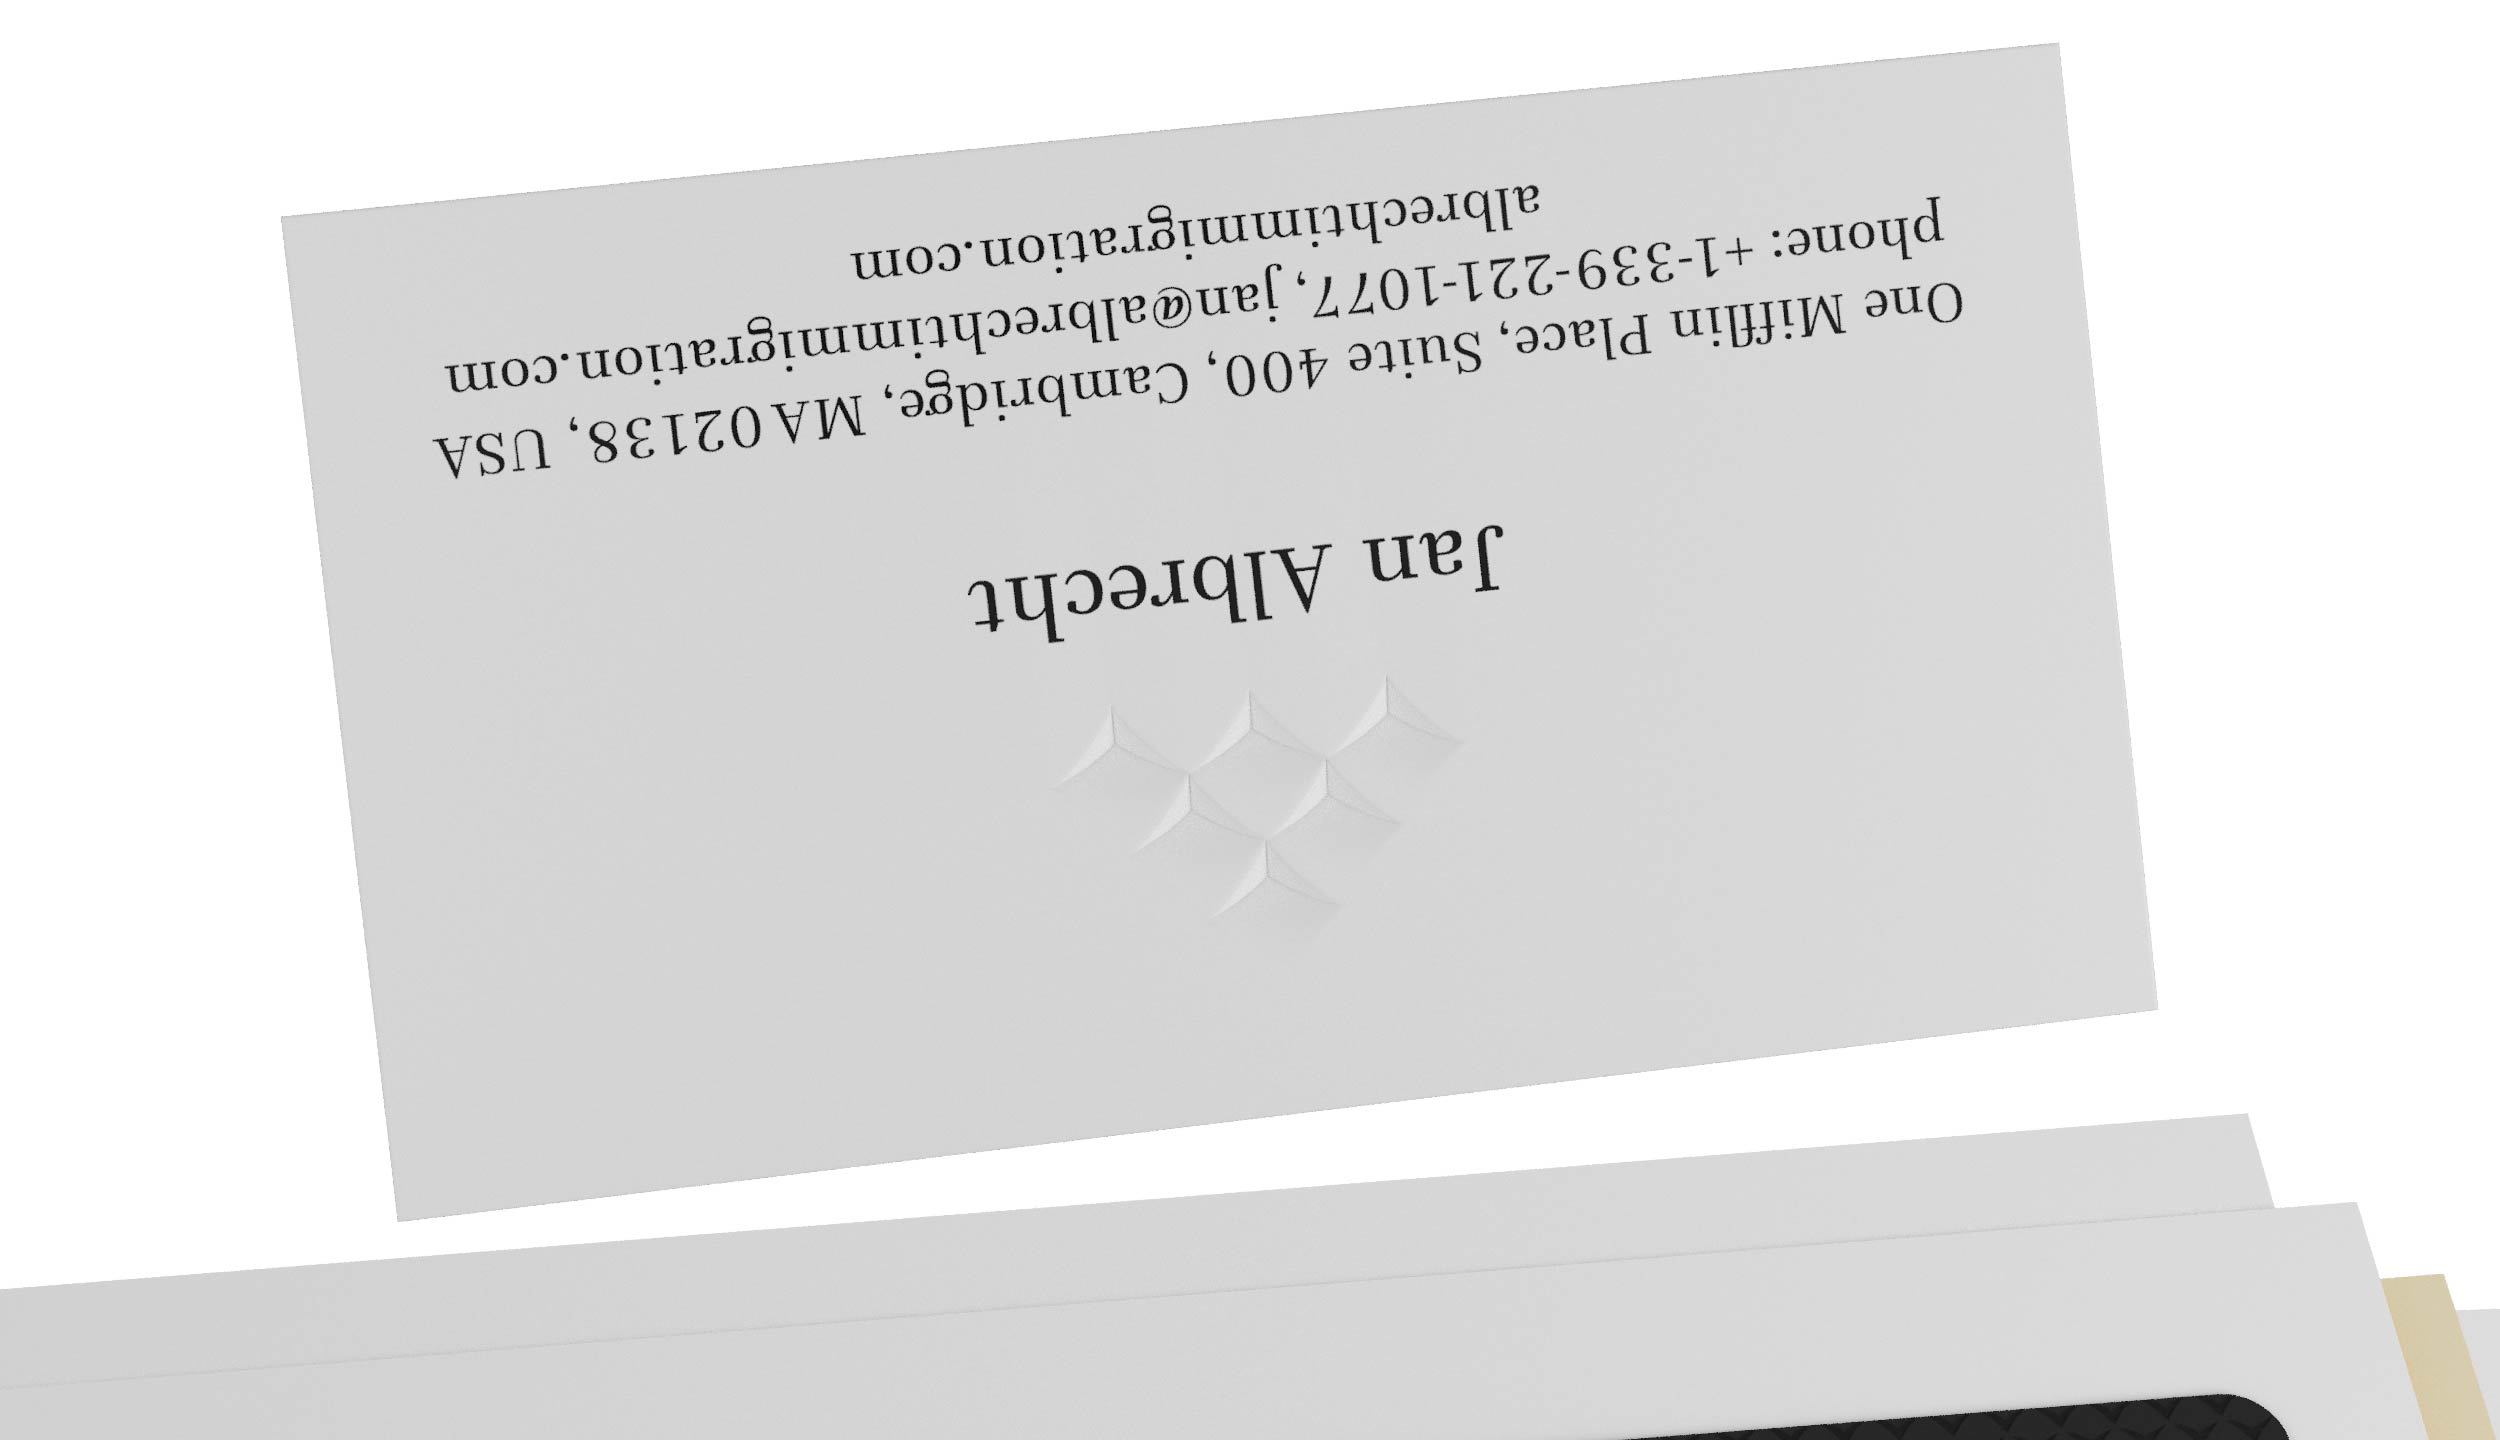 Jan Albrecht
One Mifflin Place, Suite 400, Cambridge, MA 02138, USA
phone: +1-339-221-1077, jan@albrechtimmigration.com
albrechtimmigration.com